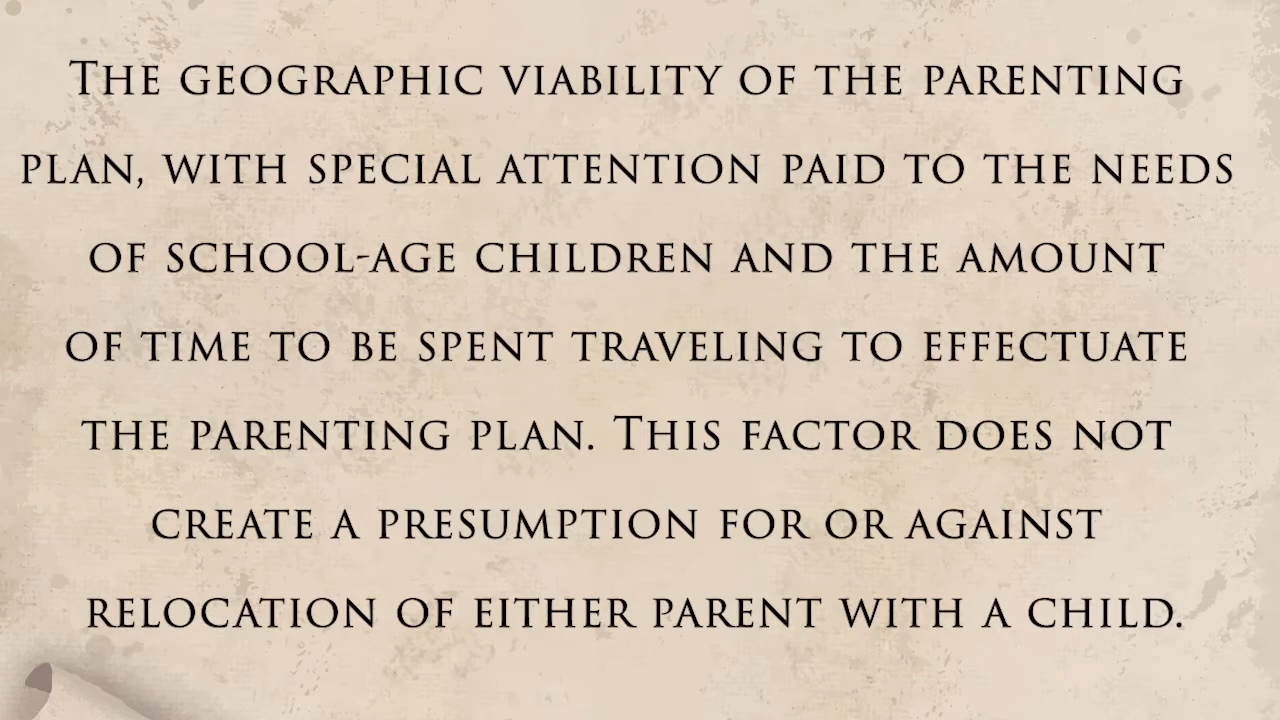 The geographic viability of the parenting
plan, with special attention paid to the needs
of school-age children and the amount
of time to be spent traveling to effectuate
the parenting plan. This factor does not
create a presumption for or against
relocation of either parent with a child.